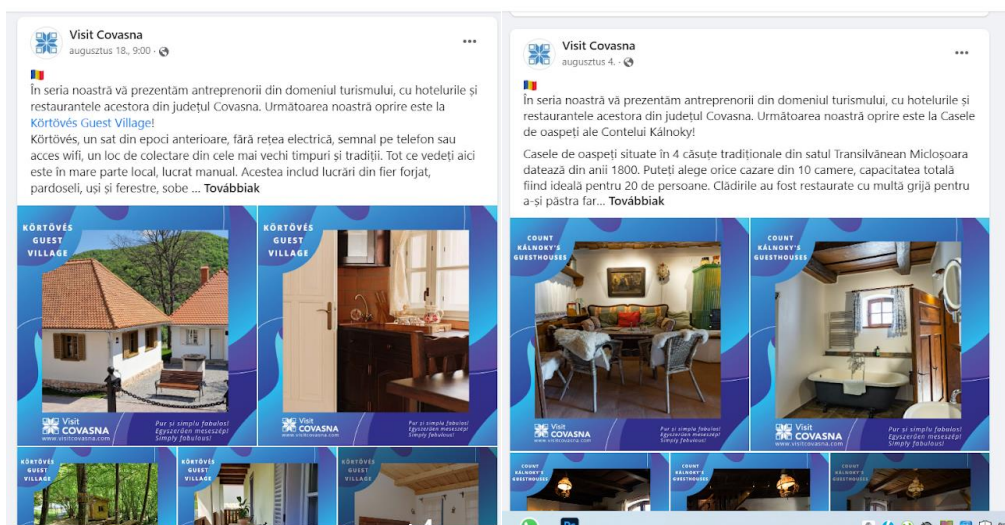 Visit Covasna
augusztus 18., 9:00 ·
În seria noastră vă prezentăm antreprenorii din domeniul turismului, cu hotelurile și
restaurantele acestora din județul Covasna. Următoarea noastră oprire este la
Körtövés Guest Village!
Körtövés, un sat din epoci anterioare, fără rețea electrică, semnal pe telefon sau
acces wifi, un loc de colectare din cele mai vechi timpuri și tradiții. Tot ce vedeți aici
este în mare parte local, lucrat manual. Acestea includ lucrări din fier forjat,
pardoseli, uși și ferestre, sobe ... Továbbiak
KÖRTÖVÉS
GUEST
VILLAGE
Visit
COVASNA
www.visitcovasna.com
Pur și simplu fabulos!
Egyszerűen meseszép!
Simply fabulous!
KÖRTÖVÉS
GUEST
VILLAGE
Visit
COVASNA
www.visitcovasna.com
Pur și simplu fabulos!
Egyszerűen meseszép!
Simply fabulous!
KÖRTÖVÉS
GUEST
VILLAGE
KÖRTÖVÉS
GUEST
VILLAGE
KÖRTÖVÉS
GUEST
VILLAGE
Visit Covasna
augusztus 4. ·
În seria noastră vă prezentăm antreprenorii din domeniul turismului, cu hotelurile și
restaurantele acestora din județul Covasna. Următoarea noastră oprire este la Casele
de oaspeți ale Contelui Kálnoky!
Casele de oaspeți situate în 4 căsuțe tradiționale din satul Transilvănean Micloșoara
datează din anii 1800. Puteți alege orice cazare din 10 camere, capacitatea totală
fiind ideală pentru 20 de persoane. Clădirile au fost restaurate cu multă grijă pentru
a-și păstra far... Továbbiak
COUNT
KÁLNOKY'S
GUESTHOUSES
Visit
COVASNA
www.visitcovasna.com
Pur și simplu fabulos!
Egyszerűen meseszép!
Simply fabulous!
COUNT
KÁLNOKY'S
GUESTHOUSES
Visit
COVASNA
www.visitcovasna.com
Pur și simplu fabulos!
Egyszerűen meseszép!
Simply fabulous!
COUNT
KÁLNOKY'S
GUESTHOUSES
COUNT
KÁLNOKY'S
GUESTHOUSES
COUNT
KÁLNOKY'S
GUESTHOUSES